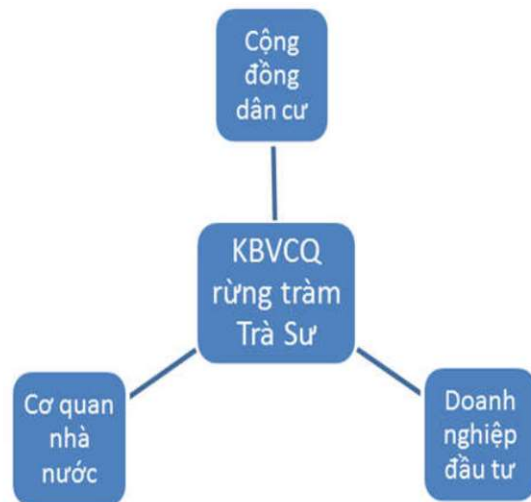 Cộng
đồng
dân cư
KBVCQ
rừng tràm
Trà Sư
Cơ quan
nhà
nước
Doanh
nghiệp
đầu tư